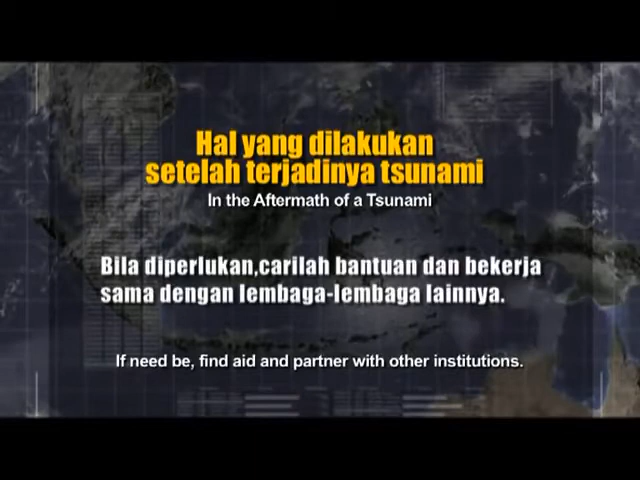 Hal yang dilakukan
setelah terjadinya tsunami
In the Aftermath of a Tsunami
Bila diperlukan,carilah bantuan dan bekerja
sama dengan lembaga-lembaga lainnya.
If need be, find aid and partner with other institutions.